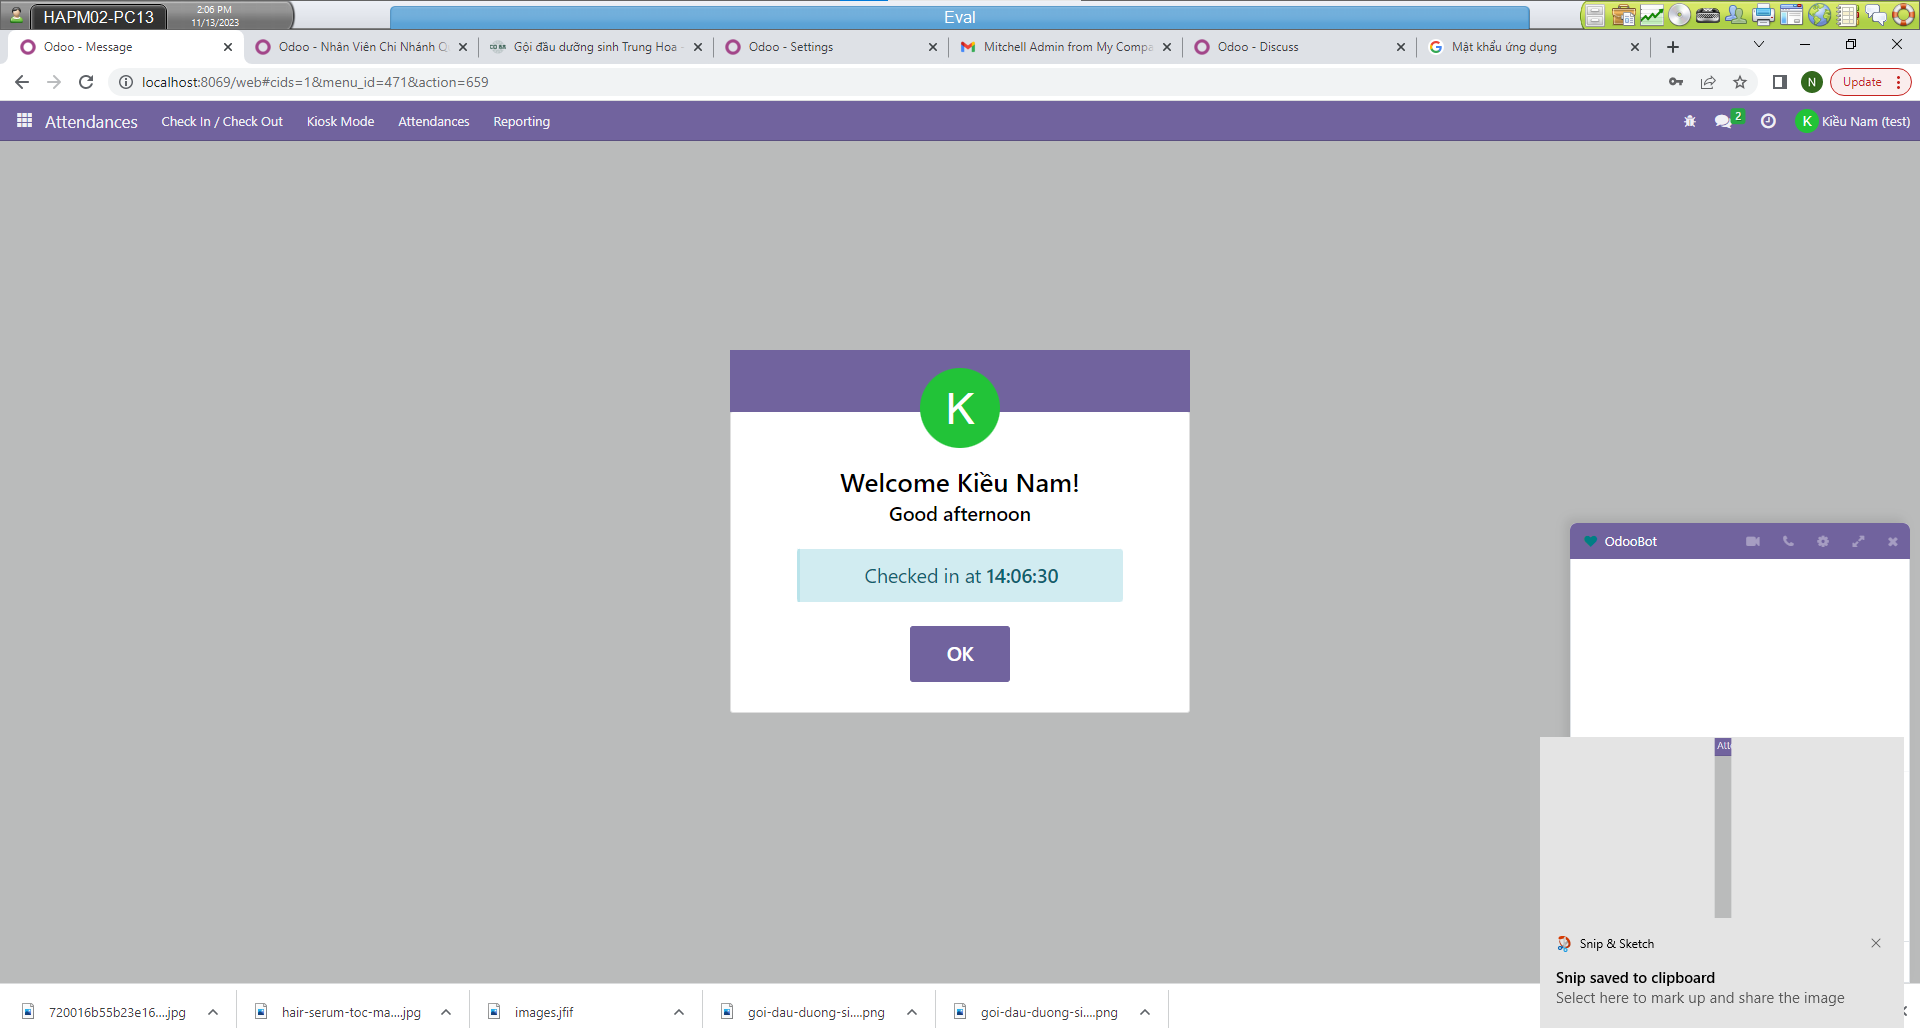 HAPM02-PC13
2:06 PM
11/13/2023
Eval
Odoo - Message
Odoo - Nhân Viên Chi Nhánh Q
Gội đầu dưỡng sinh Trung Hoa -
Odoo - Settings
Mitchell Admin from My Compa
Odoo - Discuss
Mật khẩu ứng dụng
localhost:8069/web#cids=1&menu_id=471&action=659
N
Update
Attendances
Check In / Check Out
Kiosk Mode
Attendances
Reporting
2
K
Kiều Nam (test)
K
Welcome Kiều Nam!
Good afternoon
Checked in at 14:06:30
OK
OdooBot
Atte
Snip & Sketch
Snip saved to clipboard
Select here to mark up and share the image
720016b55b23e16....jpg
hair-serum-toc-ma....jpg
images.jfif
goi-dau-duong-si....png
goi-dau-duong-si....png